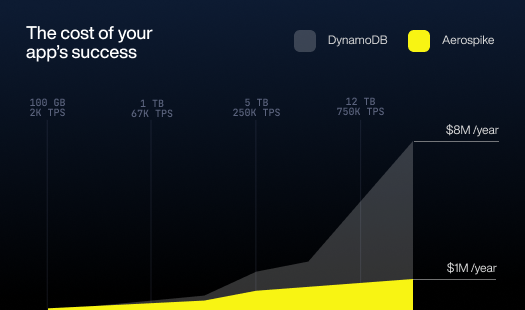 The cost of your
app's success
DynamoDB
Aerospike
100 GB
2K TPS
1 TB
67K TPS
5 TB
250K TPS
12 TB
750K TPS
$8M /year
$1M /year